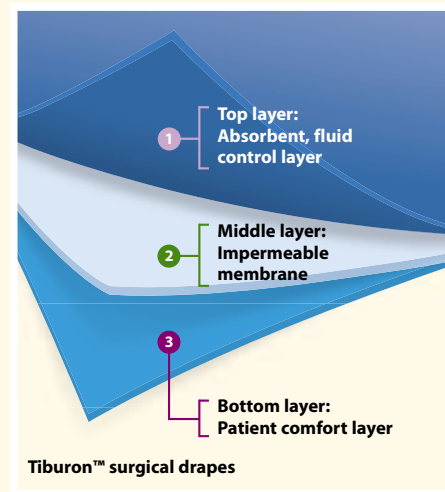 1
Top layer:
Absorbent, fluid
control layer
2
Middle layer:
Impermeable
membrane
3
Bottom layer:
Patient comfort layer
Tiburon™ surgical drapes